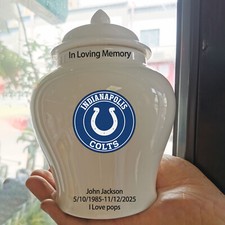 In Loving Memory
INDIANAPOLIS
COLTS
John Jackson
5/10/1985-11/12/2025
I Love pops